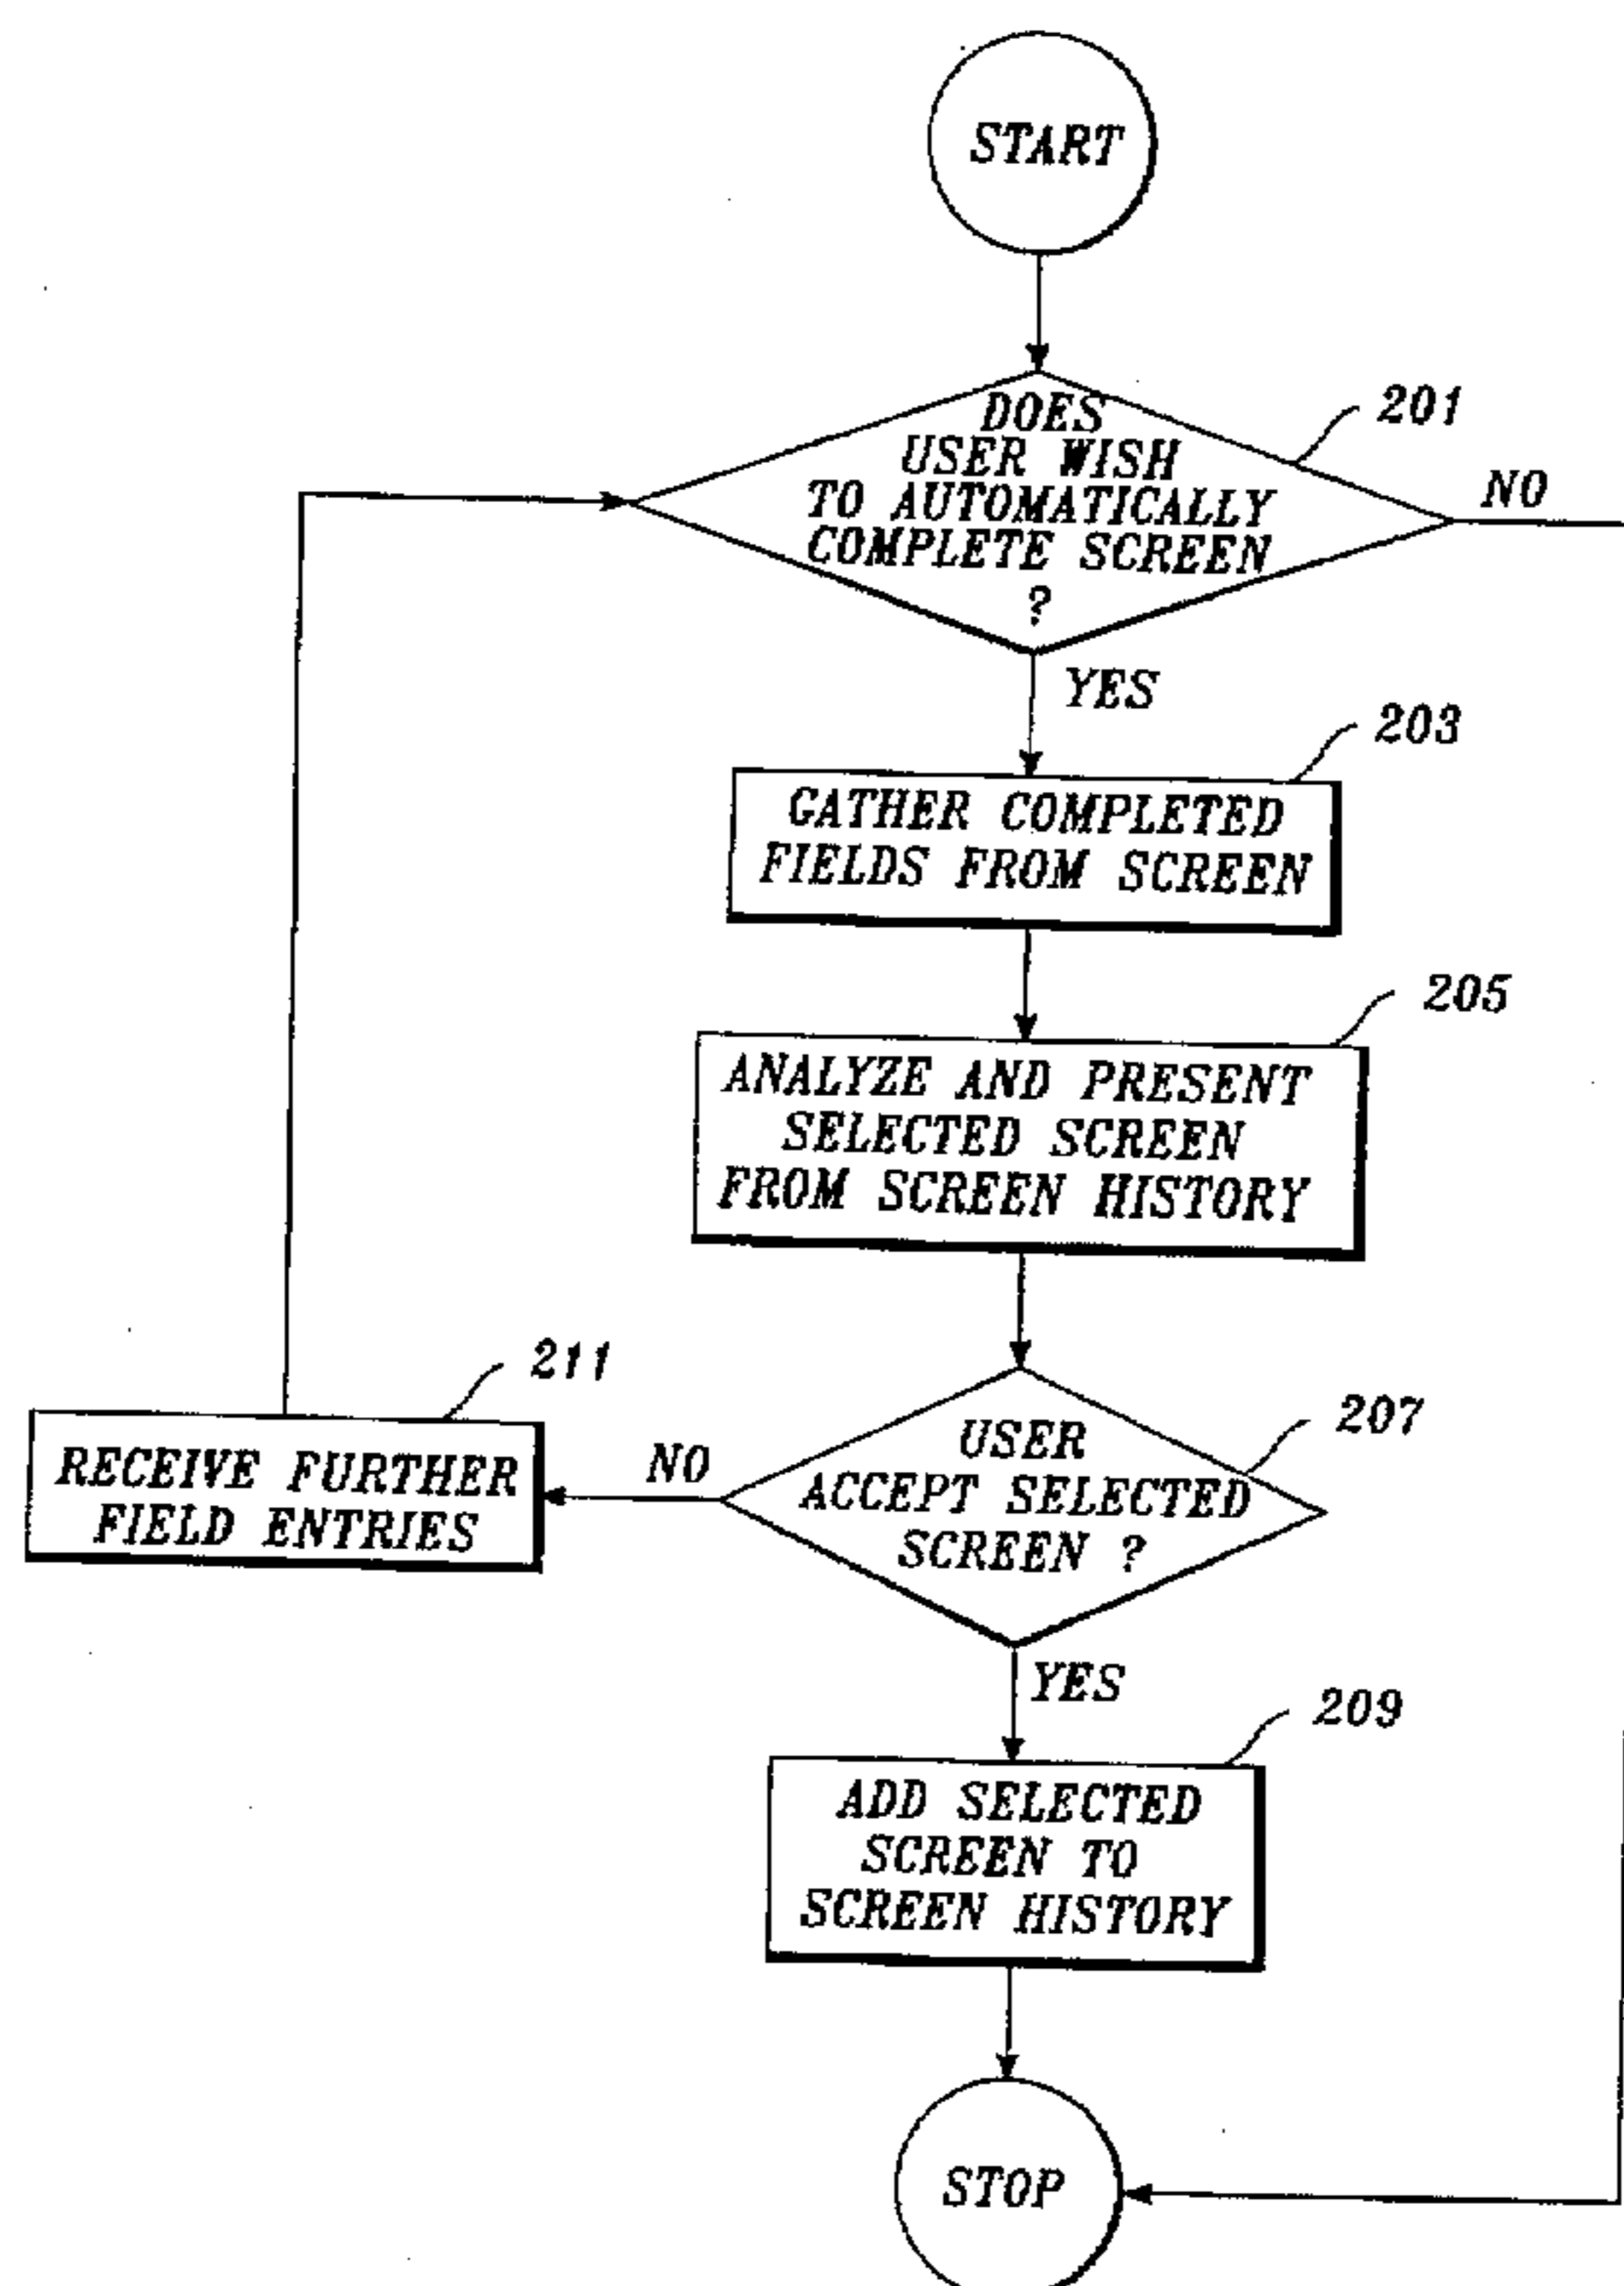 START
DOES
USER WISH
TO AUTOMATICALLY
COMPLETE SCREEN
?
201
NO
YES
203
GATHER COMPLETED
FIELDS FROM SCREEN
205
ANALYZE AND PRESENT
SELECTED SCREEN
FROM SCREEN HISTORY
211
RECEIVE FURTHER
FIELD ENTRIES
NO
207
USER
ACCEPT SELECTED
SCREEN ?
YES
209
ADD SELECTED
SCREEN TO
SCREEN HISTORY
STOP